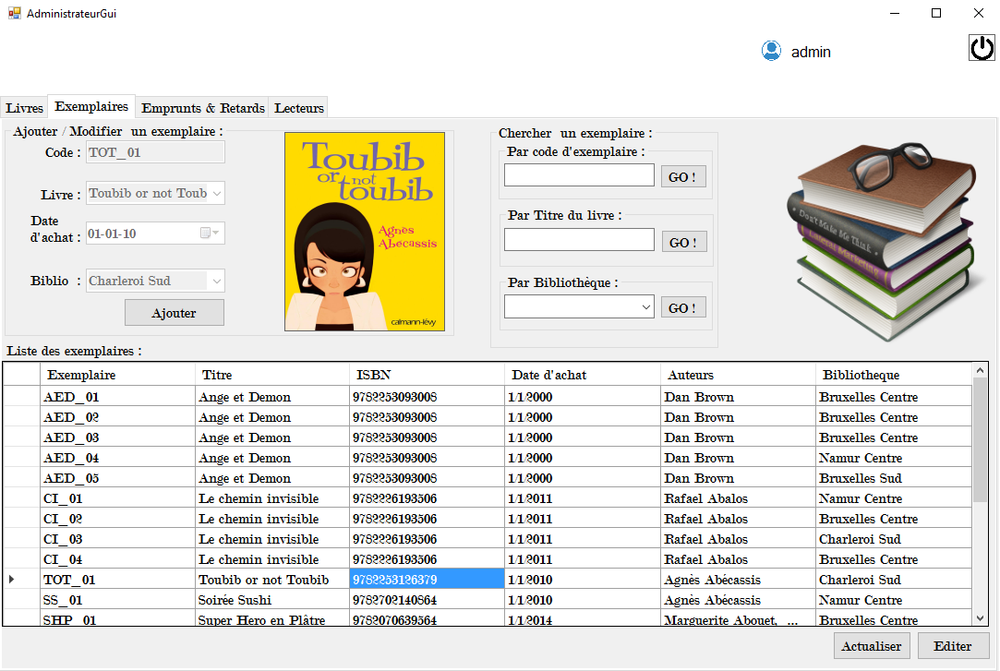 AdministrateurGui
admin
Livres Exemplaires Emprunts & Retards Lecteurs
Ajouter / Modifier un exemplaire :
Code : TOT_01
Livre : Toubib or not Toub
Date d'achat : 01-01-10
Biblio : Charleroi Sud
Ajouter
Toubib
or not
toubib
Agnès
Abécassis
calmann-lévy
Chercher un exemplaire :
Par code d'exemplaire :
GO !
Par Titre du livre :
GO !
Par Bibliothèque :
GO !
Don't Make Me Think
Lateral Marketing
Liste des exemplaires :
Exemplaire Titre ISBN Date d'achat Auteurs Bibliotheque
AED_01 Ange et Demon 9782253093008 1/1/2000 Dan Brown Bruxelles Centre
AED_02 Ange et Demon 9782253093008 1/1/2000 Dan Brown Bruxelles Centre
AED_03 Ange et Demon 9782253093008 1/1/2000 Dan Brown Bruxelles Centre
AED_04 Ange et Demon 9782253093008 1/1/2000 Dan Brown Namur Centre
AED_05 Ange et Demon 9782253093008 1/1/2000 Dan Brown Bruxelles Sud
CI_01 Le chemin invisible 9782226193506 1/1/2011 Rafael Abalos Namur Centre
CI_02 Le chemin invisible 9782226193506 1/1/2011 Rafael Abalos Bruxelles Centre
CI_03 Le chemin invisible 9782226193506 1/1/2011 Rafael Abalos Charleroi Sud
CI_04 Le chemin invisible 9782226193506 1/1/2011 Rafael Abalos Bruxelles Centre
TOT_01 Toubib or not Toubib 9782253126379 1/1/2010 Agnès Abécassis Charleroi Sud
SS_01 Soirée Sushi 9782702140864 1/1/2010 Agnès Abécassis Namur Centre
SHP_01 Super Hero en Plâtre 9782070639564 1/1/2014 Marguerite Abouet, ... Bruxelles Centre
Actualiser Editer